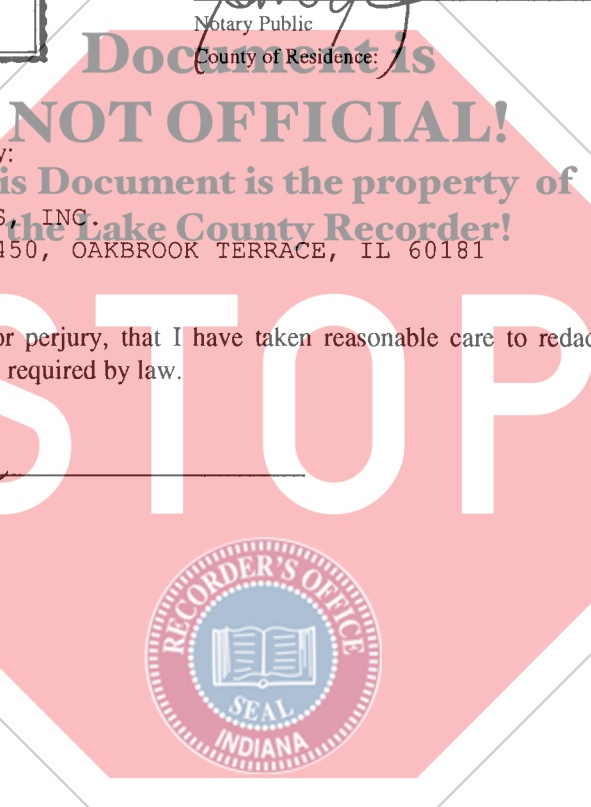 Notary Public
Document is
County of Residence:
NOT OFFICIAL!
y:
is Document is the property of
S, INC.
the Lake County Recorder!
450, OAKBROOK TERRACE, IL 60181
or perjury, that I have taken reasonable care to redac
required by law.
STOP
RECORDER'S OFFICE
SEAL
INDIANA